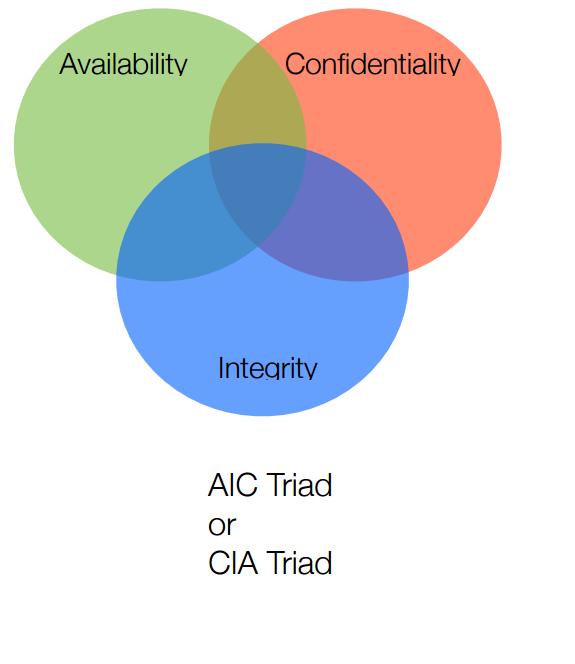 Availability
Confidentiality
Integrity
AIC Triad
or
CIA Triad